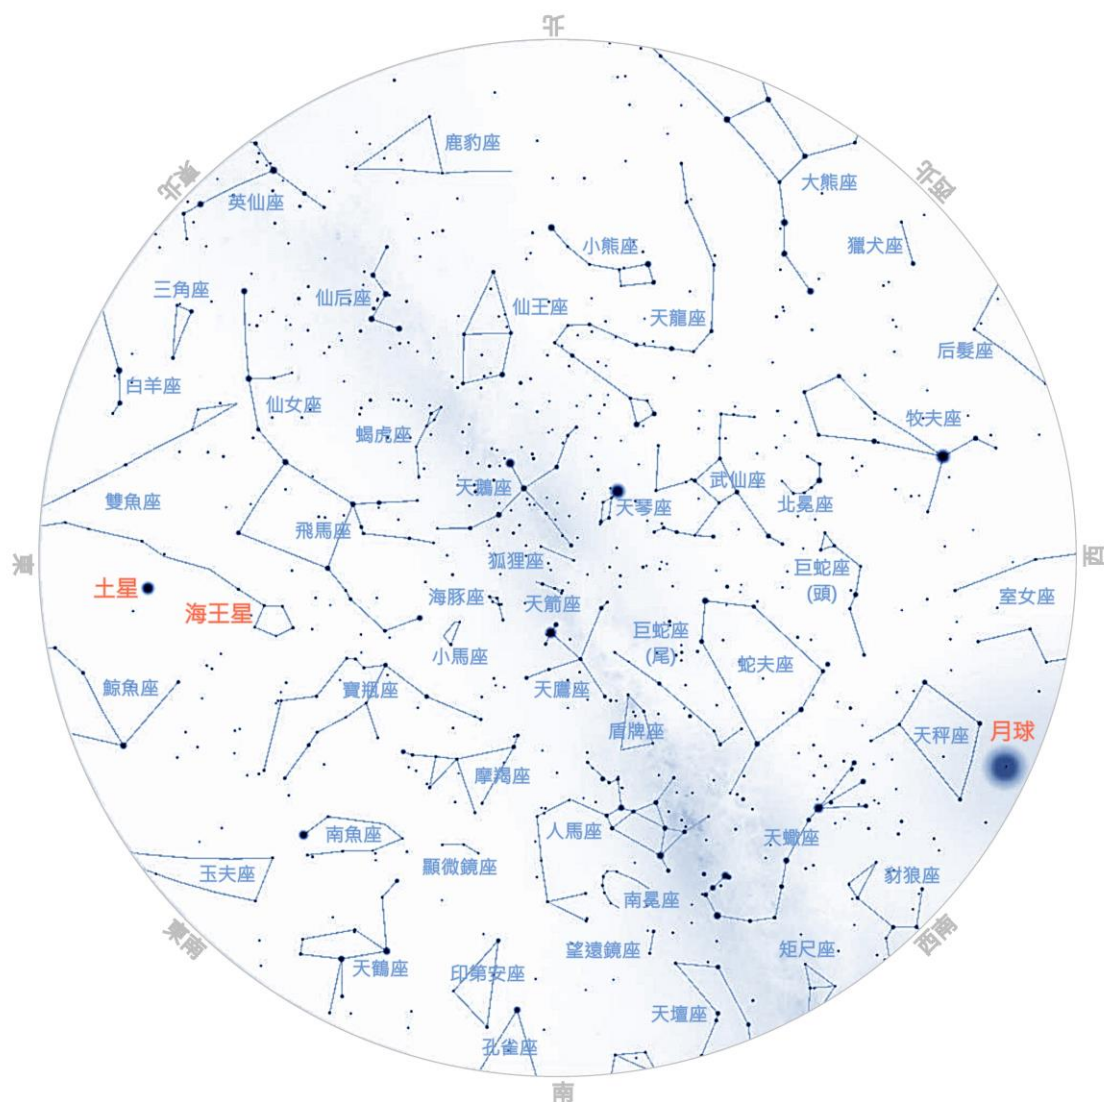 北
鹿豹座
東北
英仙座
大熊座
西北
小熊座
獵犬座
三角座
仙后座
仙王座
天龍座
后髮座
白羊座
仙女座
蝎虎座
牧夫座
天鵝座
武仙座
雙魚座
飛馬座
天琴座
北冕座
狐狸座
東
西
土星
海王星
海豚座
天箭座
巨蛇座
(頭)
室女座
小馬座
巨蛇座
(尾)
蛇夫座
鯨魚座
寶瓶座
天鷹座
盾牌座
天秤座
月球
摩羯座
人馬座
天蠍座
南魚座
顯微鏡座
玉夫座
南冕座
豺狼座
東南
西南
天鶴座
印第安座
望遠鏡座
矩尺座
天壇座
孔雀座
南